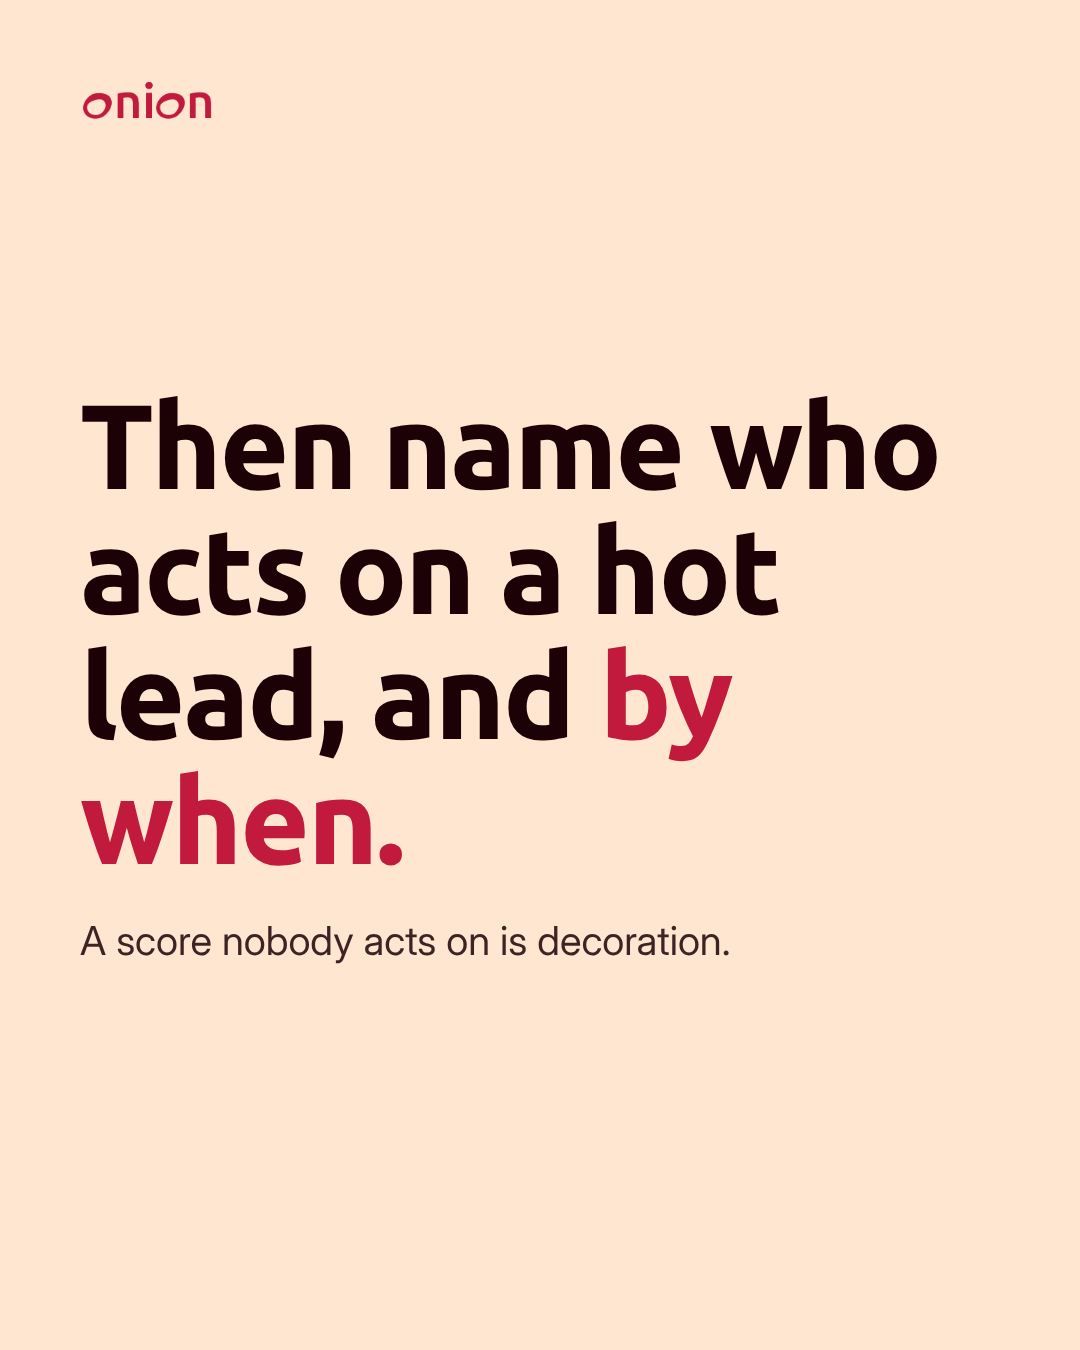 onion
Then name who
acts on a hot
lead, and by
when.
A score nobody acts on is decoration.